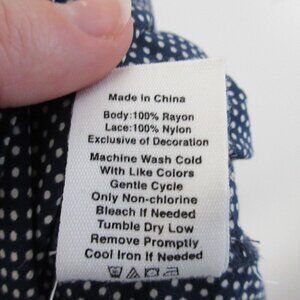 Made in China
Body:100% Rayon
Lace:100% Nylon
Exclusive of Decoration
Machine Wash Cold
With Like Colors
Gentle Cycle
Only Non-chlorine
Bleach If Needed
Tumble Dry Low
Remove Promptly
Cool Iron If Needed